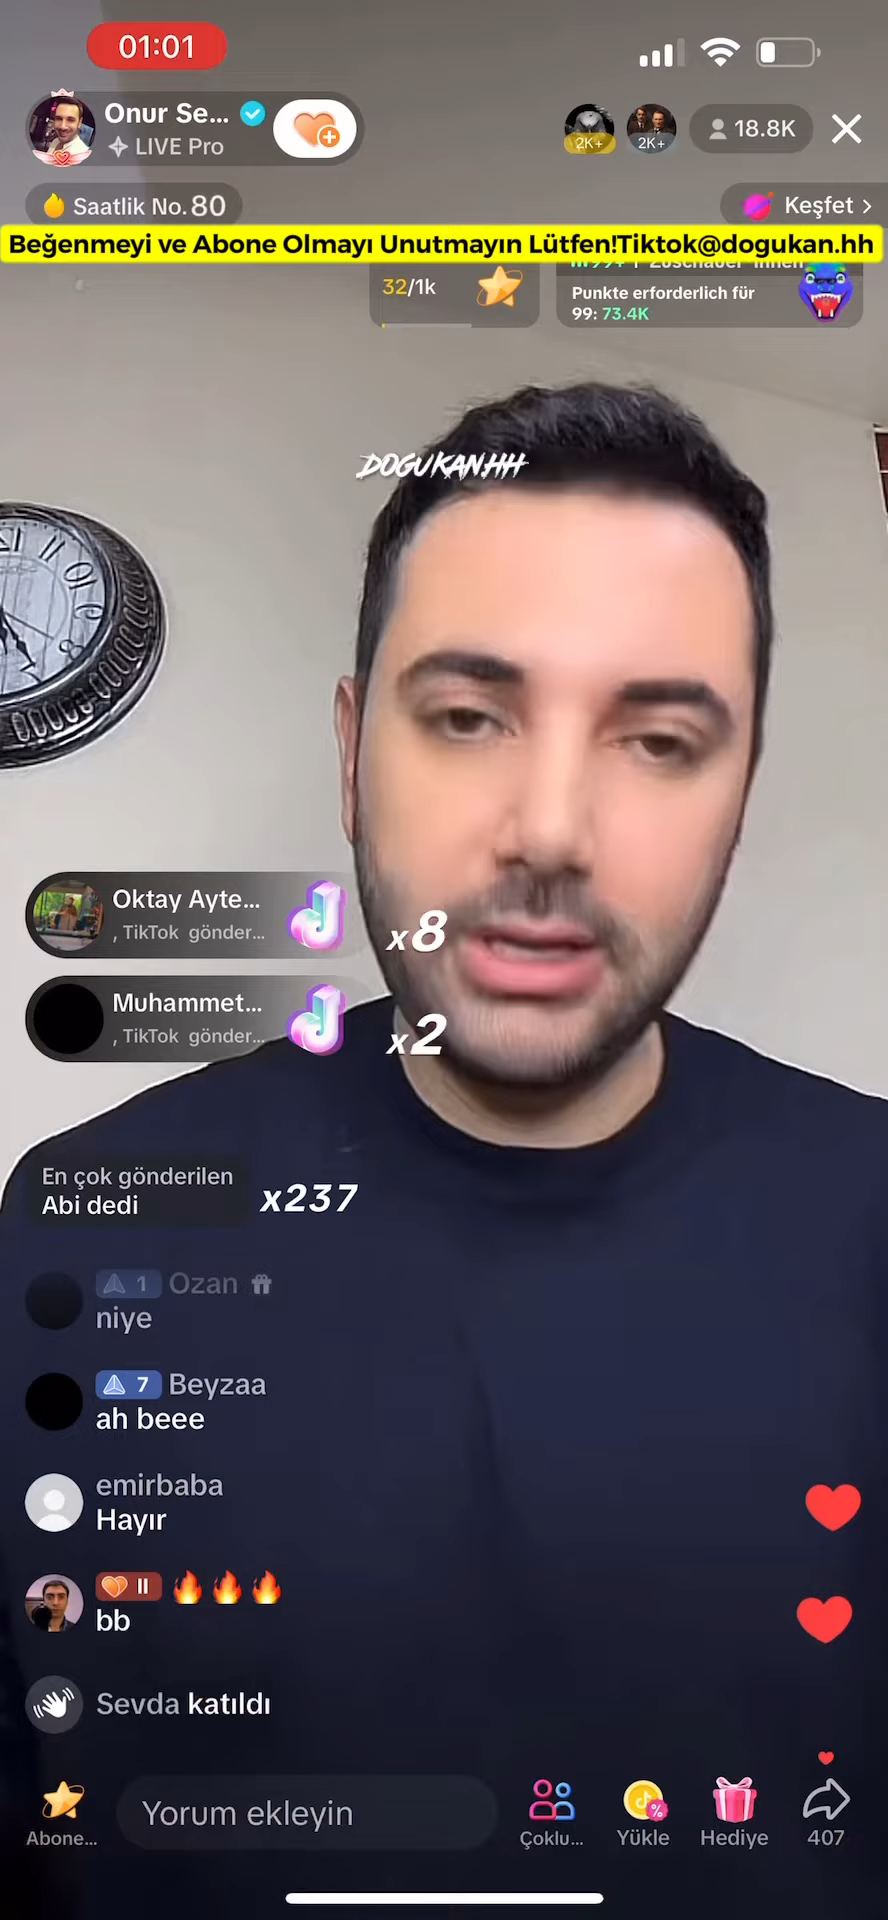 01:01
Onur Se...
LIVE Pro
2K+
2K+
18.8K
Saatlik No.80
Keşfet >
Beğenmeyi ve Abone Olmayı Unutmayın Lütfen!Tiktok@dogukan.hh
32/1k
Punkte erforderlich für
99: 73.4K
DOGUKAN.HH
Oktay Ayte...
, TikTok gönder...
x8
Muhammet...
, TikTok gönder...
x2
En çok gönderilen
Abi dedi
x237
1 Ozan
niye
7 Beyzaa
ah beee
emirbaba
Hayır
II 🔥🔥🔥
bb
Sevda katıldı
Yorum ekleyin
Abone...
Çoklu...
Yükle
Hediye
407